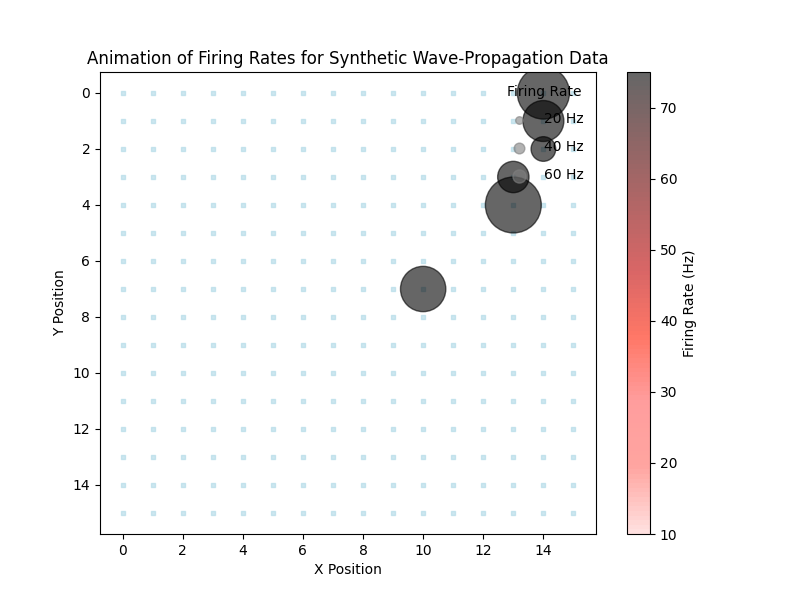 Animation of Firing Rates for Synthetic Wave-Propagation Data
Firing Rate
20 Hz
40 Hz
60 Hz
0
2
4
6
8
10
12
14
Y Position
0 2 4 6 8 10 12 14
X Position
70
60
50
40
30
20
10
Firing Rate (Hz)